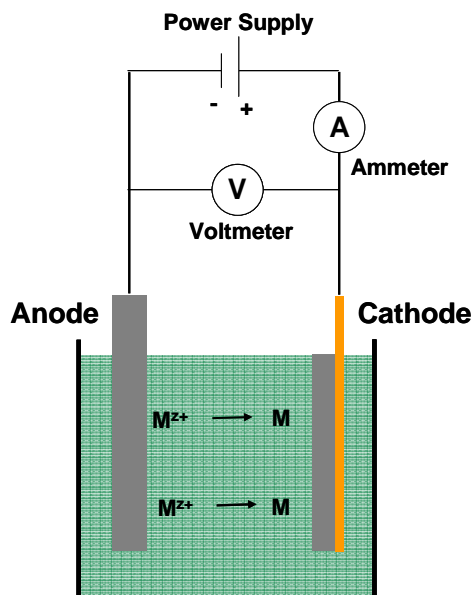 Power Supply
- +
A
Ammeter
V
Voltmeter
Anode Cathode
Mz+ → M
Mz+ → M